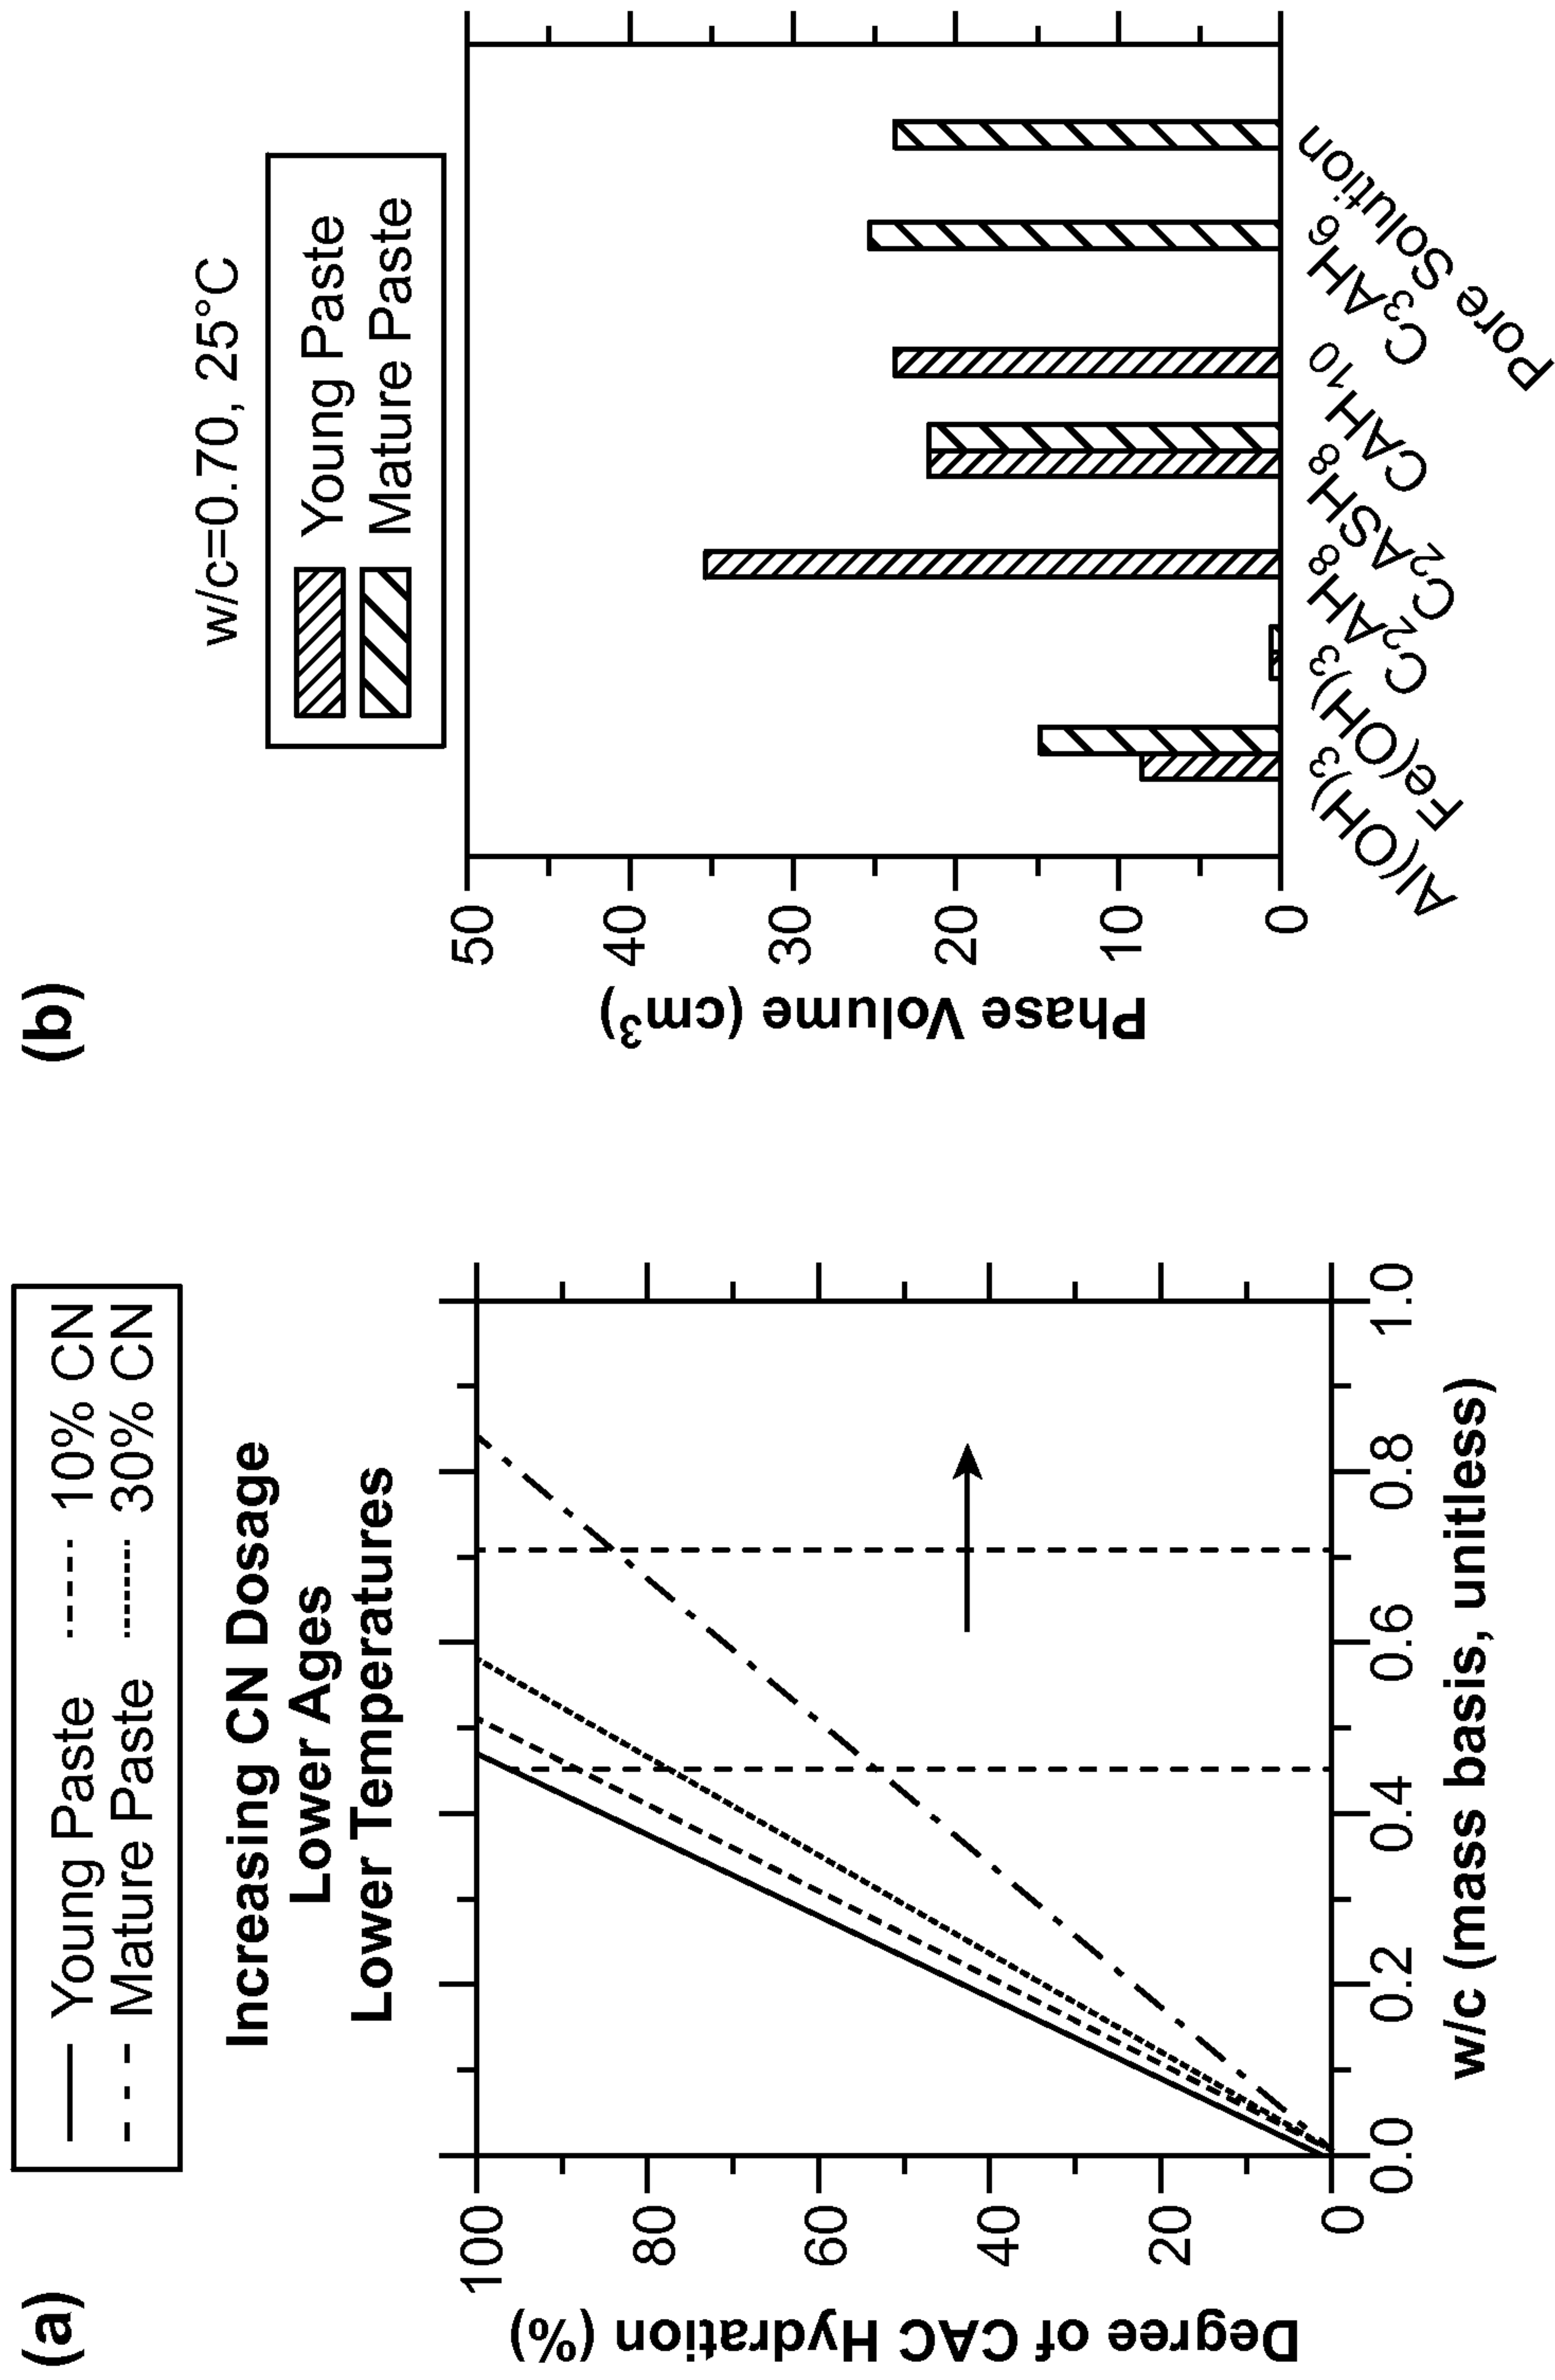 (a)
Young Paste 10% CN
Mature Paste 30% CN
Increasing CN Dosage
Lower Ages
Lower Temperatures
Degree of CAC Hydration (%)
100
80
60
40
20
0
0.0 0.2 0.4 0.6 0.8 1.0
w/c (mass basis, unitless)
(b)
w/c=0.70, 25°C
Young Paste
Mature Paste
Phase Volume (cm³)
50
40
30
20
10
0
Al(OH)₃
Fe(OH)₃
C₂AH₈
C₂ASH₈
CAH₁₀
C₃AH₆
Pore Solution